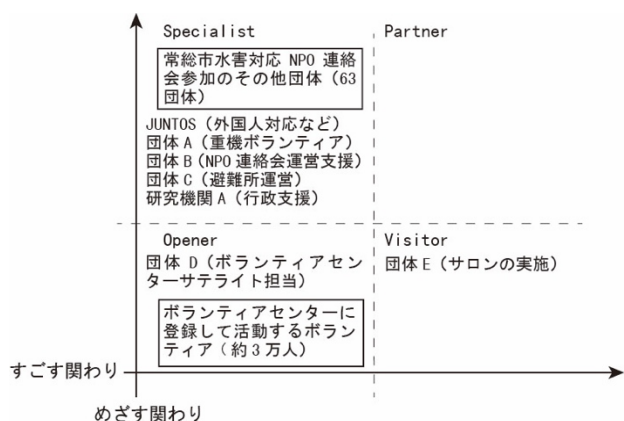 Specialist
常総市水害対応 NPO 連絡
会参加のその他団体（63
団体）
JUNTOS（外国人対応など）
団体 A（重機ボランティア）
団体 B（NPO 連絡会運営支援）
団体 C（避難所運営）
研究機関 A（行政支援）
Partner
Opener
団体 D（ボランティアセン
ターサテライト担当）
ボランティアセンターに
登録して活動するボラン
ティア（約３万人）
Visitor
団体 E（サロンの実施）
すごす関わり
めざす関わり